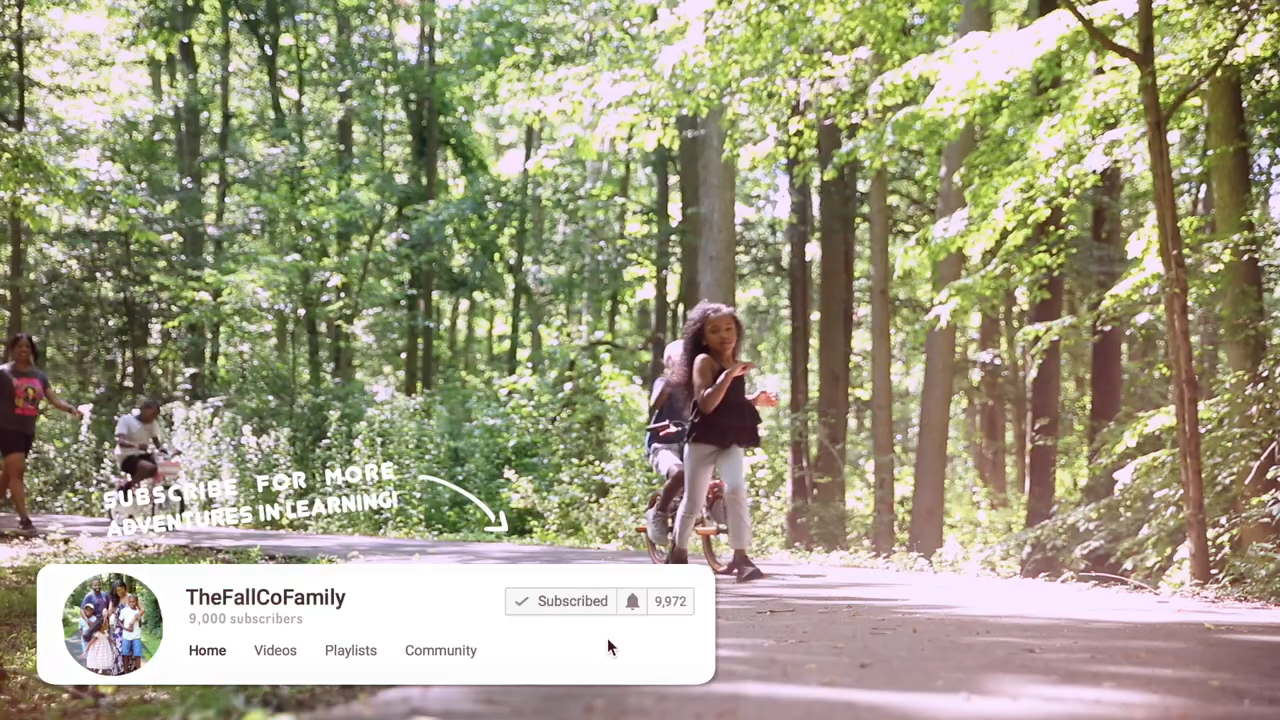 SUBSCRIBE FOR MORE
ADVENTURES IN LEARNING!
TheFallCoFamily
9,000 subscribers
Subscribed 9,972
Home Videos Playlists Community